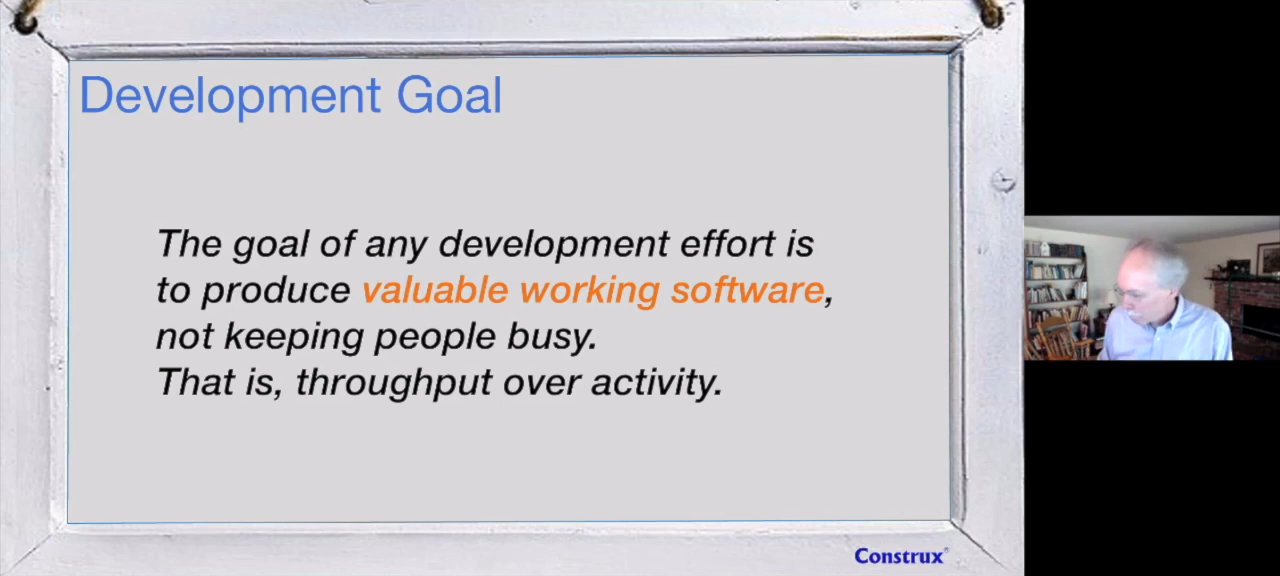 Development Goal
The goal of any development effort is
to produce valuable working software,
not keeping people busy.
That is, throughput over activity.
Construx®